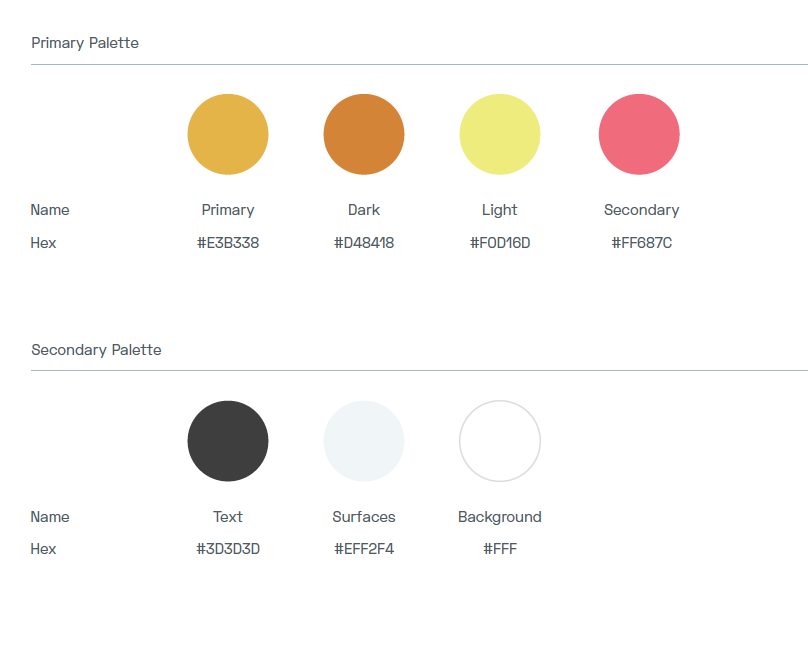 Primary Palette
Name Primary Dark Light Secondary
Hex #E3B338 #D48418 #F0D16D #FF687C
Secondary Palette
Name Text Surfaces Background
Hex #3D3D3D #EFF2F4 #FFF